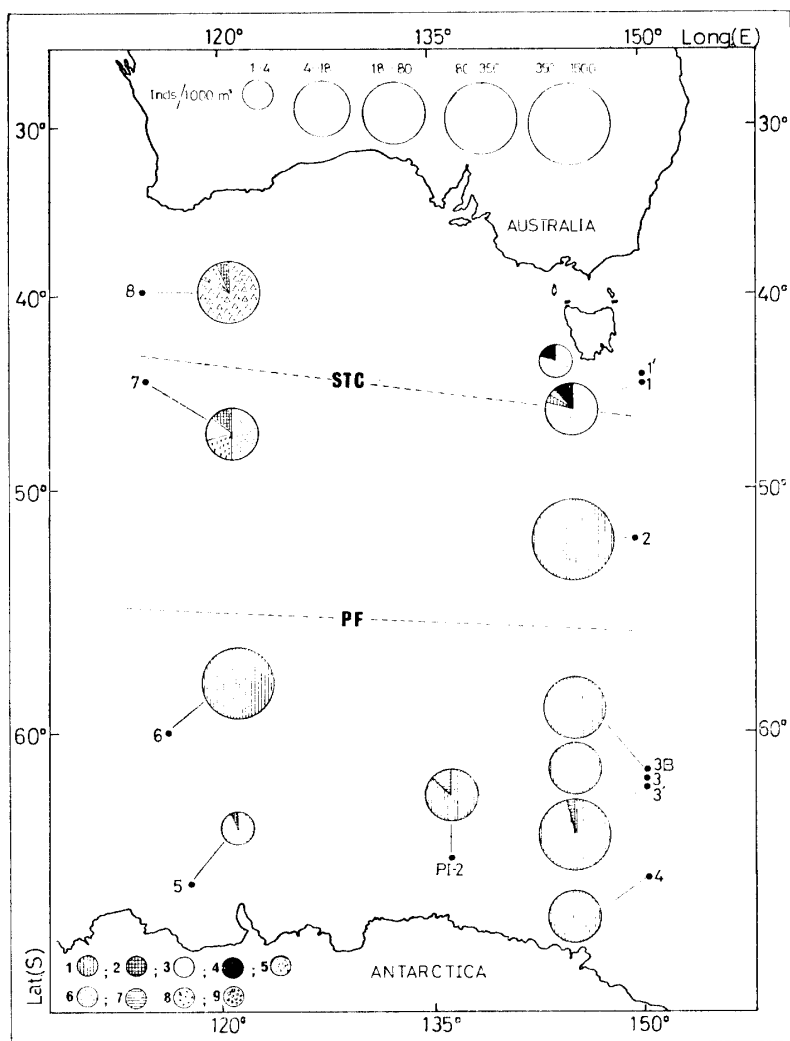 120° 135° 150° Long(E)
1-4 4-18 18-80 80-350 350-1500
Inds/1000 m³
30° 30°
AUSTRALIA
40° 8 40°
1'
7 STC 1
50° 50°
2
PF
60° 6 60°
3B
3
3'
PI-2
5 4
Lat(S)
1 ; 2 ; 3 ; 4 ; 5
6 ; 7 8 ; 9
ANTARCTICA
120° 135° 150°